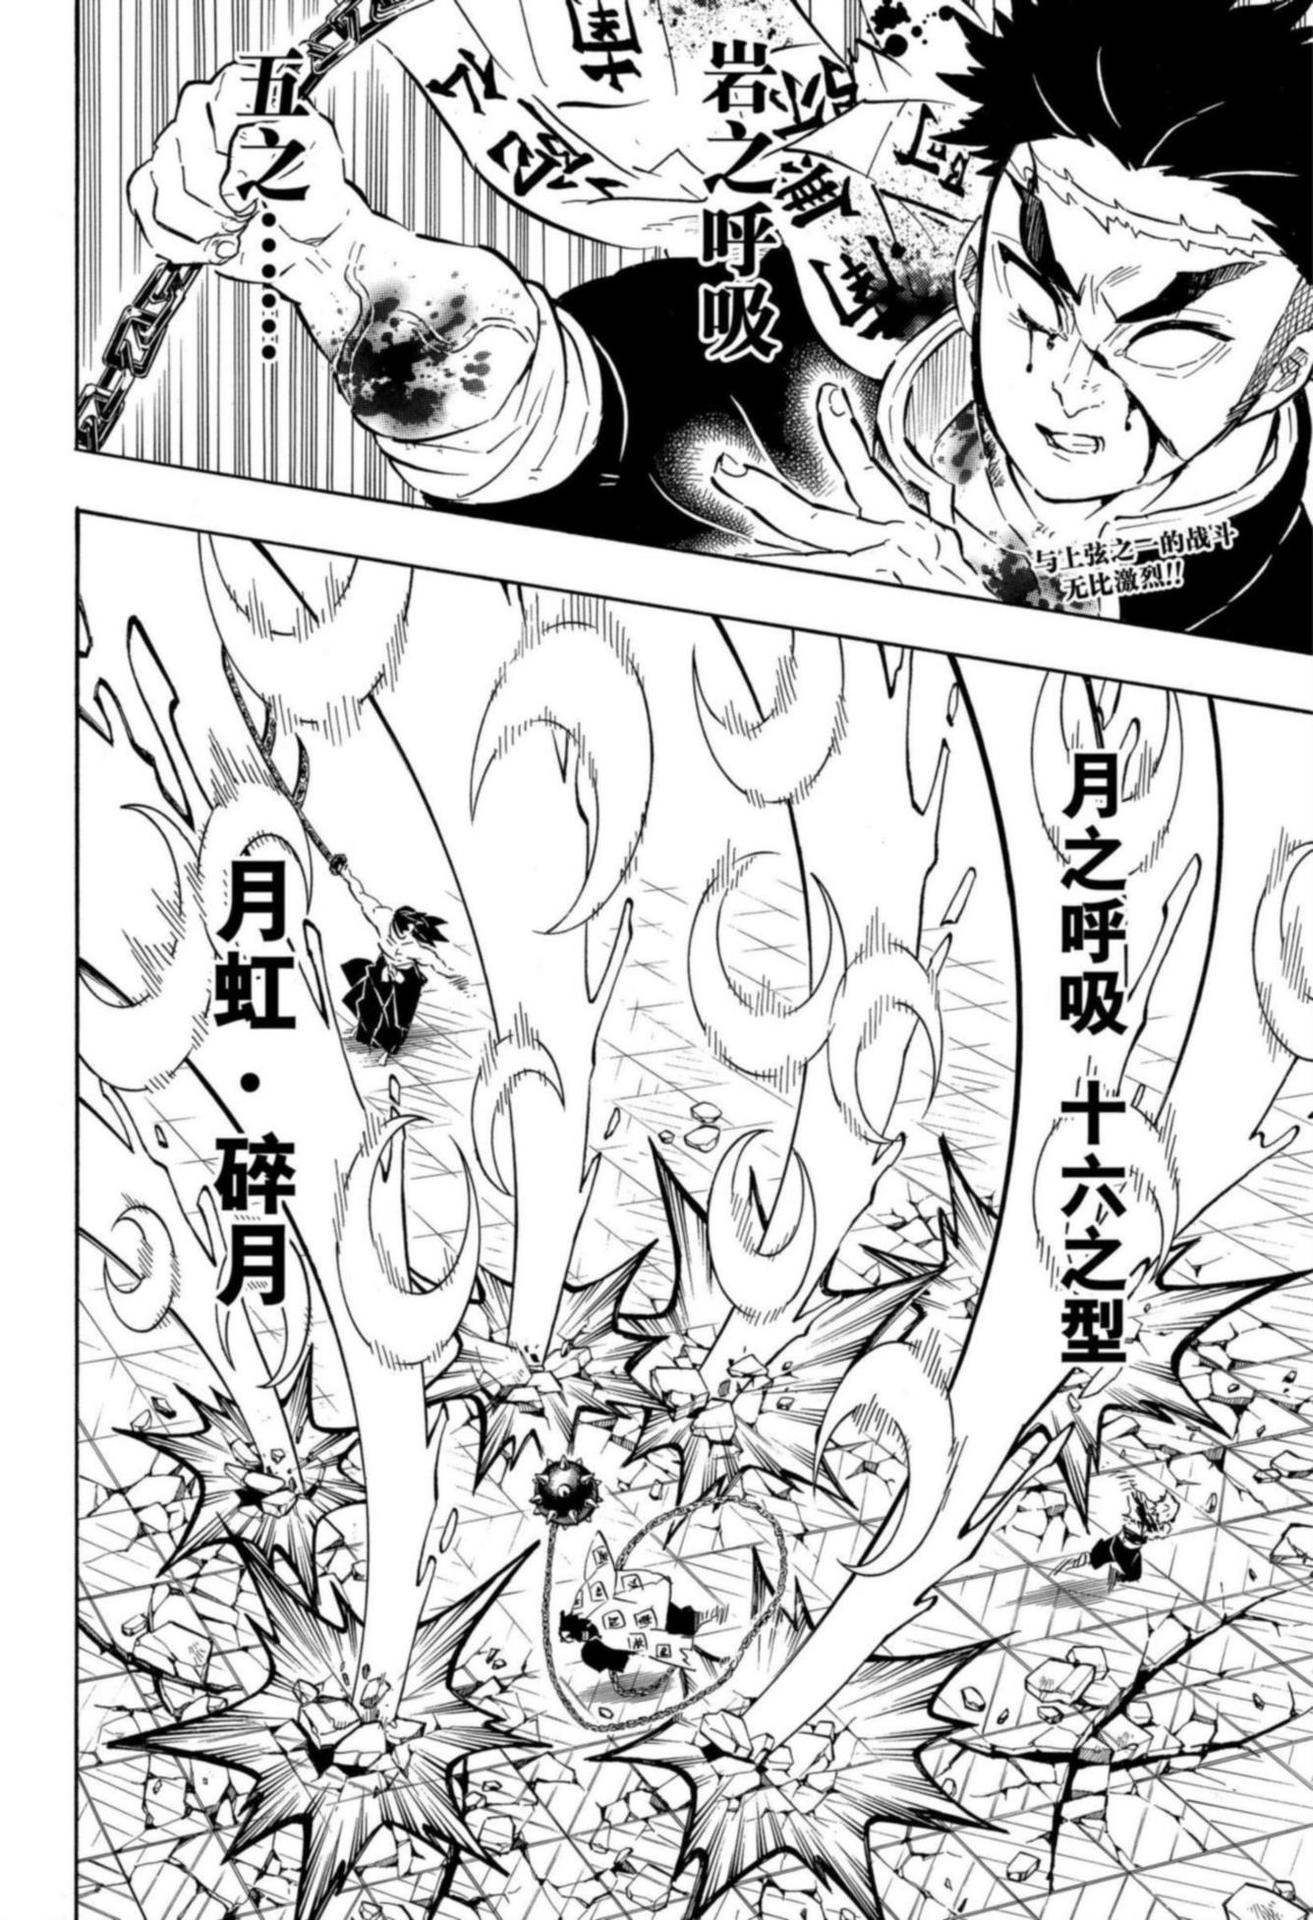 岩之呼吸
五之………
与上弦之一的战斗
无比激烈!!
月之呼吸 十六之型
月虹・碎月